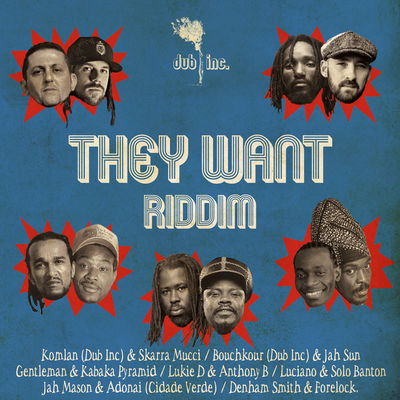 dub inc.
THEY WANT
RIDDIM
Komlan (Dub Inc) & Skarra Mucci / Bouchkour (Dub Inc) & Jah Sun
Gentleman & Kabaka Pyramid / Lukie D & Anthony B / Luciano & Solo Banton
Jah Mason & Adonai (Cidade Verde) / Denham Smith & Forelock.